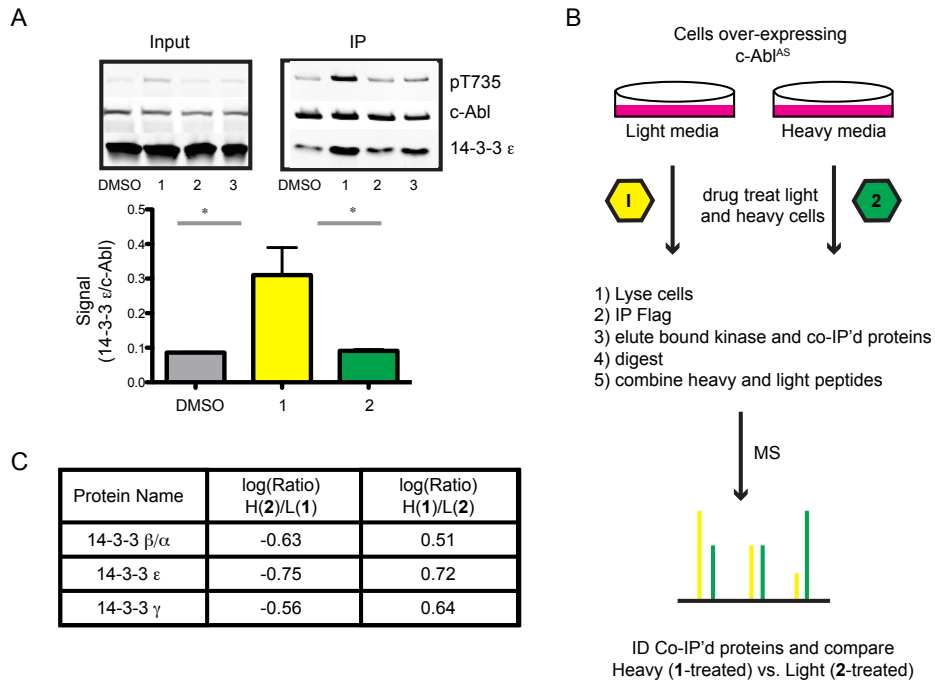 A
Input
IP
pT735
c-Abl
14-3-3 ε
DMSO 1 2 3
DMSO 1 2 3
* *
Signal
(14-3-3 ε/c-Abl)
0.5
0.4
0.3
0.2
0.1
0.0
DMSO 1 2
B
Cells over-expressing
c-Abl^AS
Light media Heavy media
I
drug treat light
and heavy cells
2
1) Lyse cells
2) IP Flag
3) elute bound kinase and co-IP'd proteins
4) digest
5) combine heavy and light peptides
MS
ID Co-IP'd proteins and compare
Heavy (1-treated) vs. Light (2-treated)
C
Protein Name
log(Ratio)
H(2)/L(1)
log(Ratio)
H(1)/L(2)
14-3-3 β/α -0.63 0.51
14-3-3 ε -0.75 0.72
14-3-3 γ -0.56 0.64